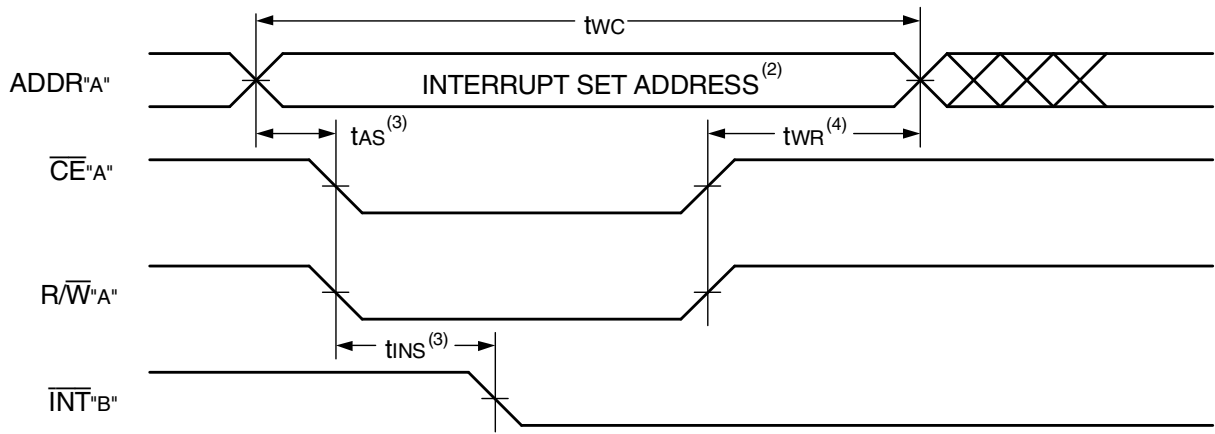 tWC
ADDR"A"
INTERRUPT SET ADDRESS(2)
tAS(3)
tWR(4)
CE"A"
R/W"A"
tINS(3)
INT"B"